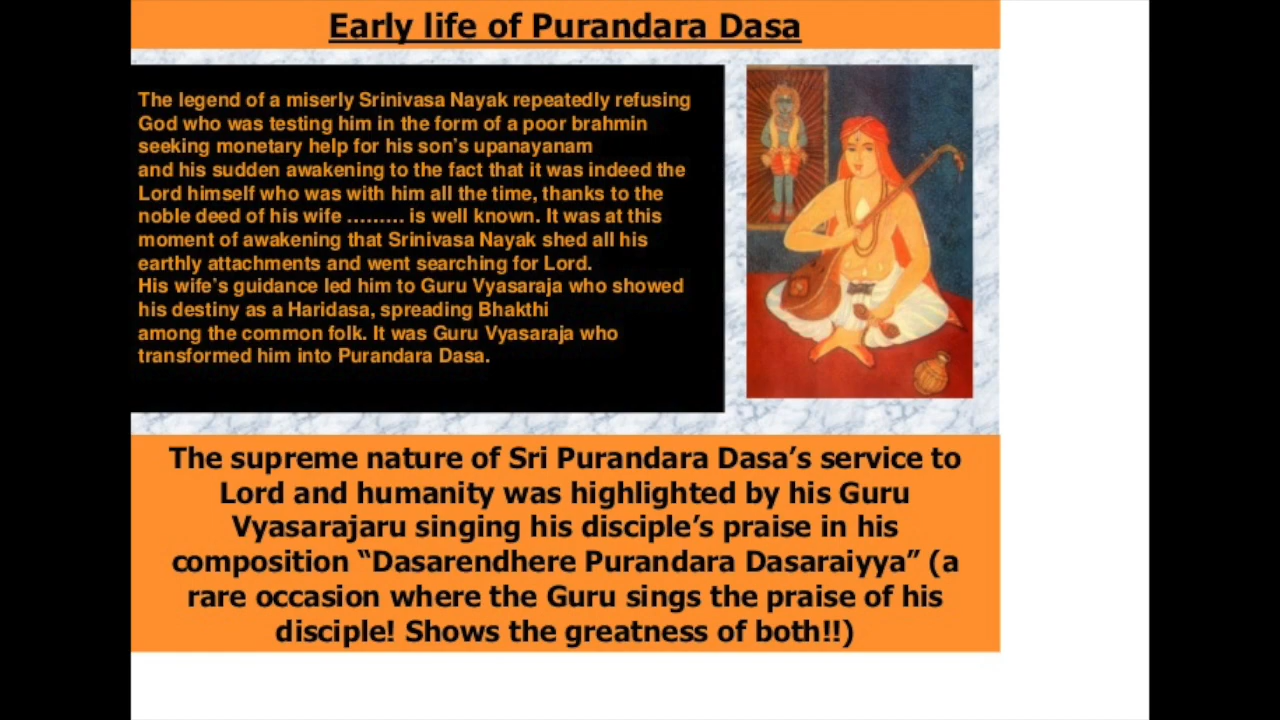 Early life of Purandara Dasa
The legend of a miserly Srinivasa Nayak repeatedly refusing
God who was testing him in the form of a poor brahmin
seeking monetary help for his son's upanayanam
and his sudden awakening to the fact that it was indeed the
Lord himself who was with him all the time, thanks to the
noble deed of his wife ......... is well known. It was at this
moment of awakening that Srinivasa Nayak shed all his
earthly attachments and went searching for Lord.
His wife's guidance led him to Guru Vyasaraja who showed
his destiny as a Haridasa, spreading Bhakthi
among the common folk. It was Guru Vyasaraja who
transformed him into Purandara Dasa.
The supreme nature of Sri Purandara Dasa’s service to
Lord and humanity was highlighted by his Guru
Vyasarajaru singing his disciple’s praise in his
composition “Dasarendhere Purandara Dasaraiyya” (a
rare occasion where the Guru sings the praise of his
disciple! Shows the greatness of both!!)